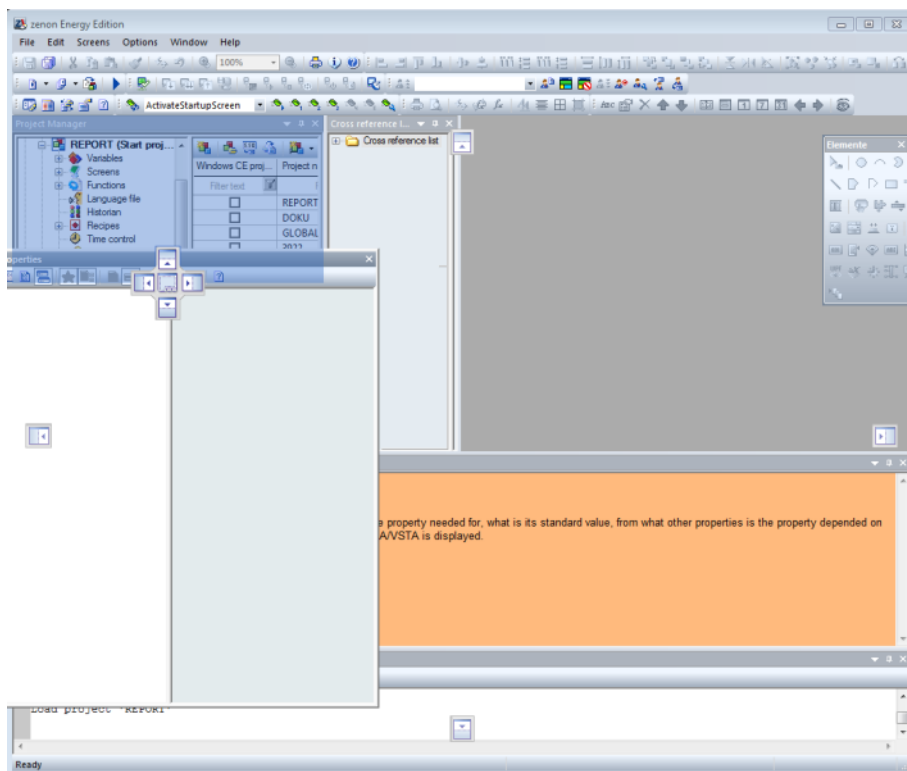 zenon Energy Edition
File Edit Screens Options Window Help
100%
ActivateStartupScreen
Abc
Project Manager
Cross reference l...
REPORT (Start proj...
Variables
Screens
Functions
Language file
Historian
Recipes
Time control
Windows CE proj... Project n
Filter text
REPORT
DOKU
GLOBAL
Cross reference list
Elemente
operties
e property needed for, what is its standard value, from what other properties is the property depended on
A/VSTA is displayed.
Load project 'REPORT'
Ready